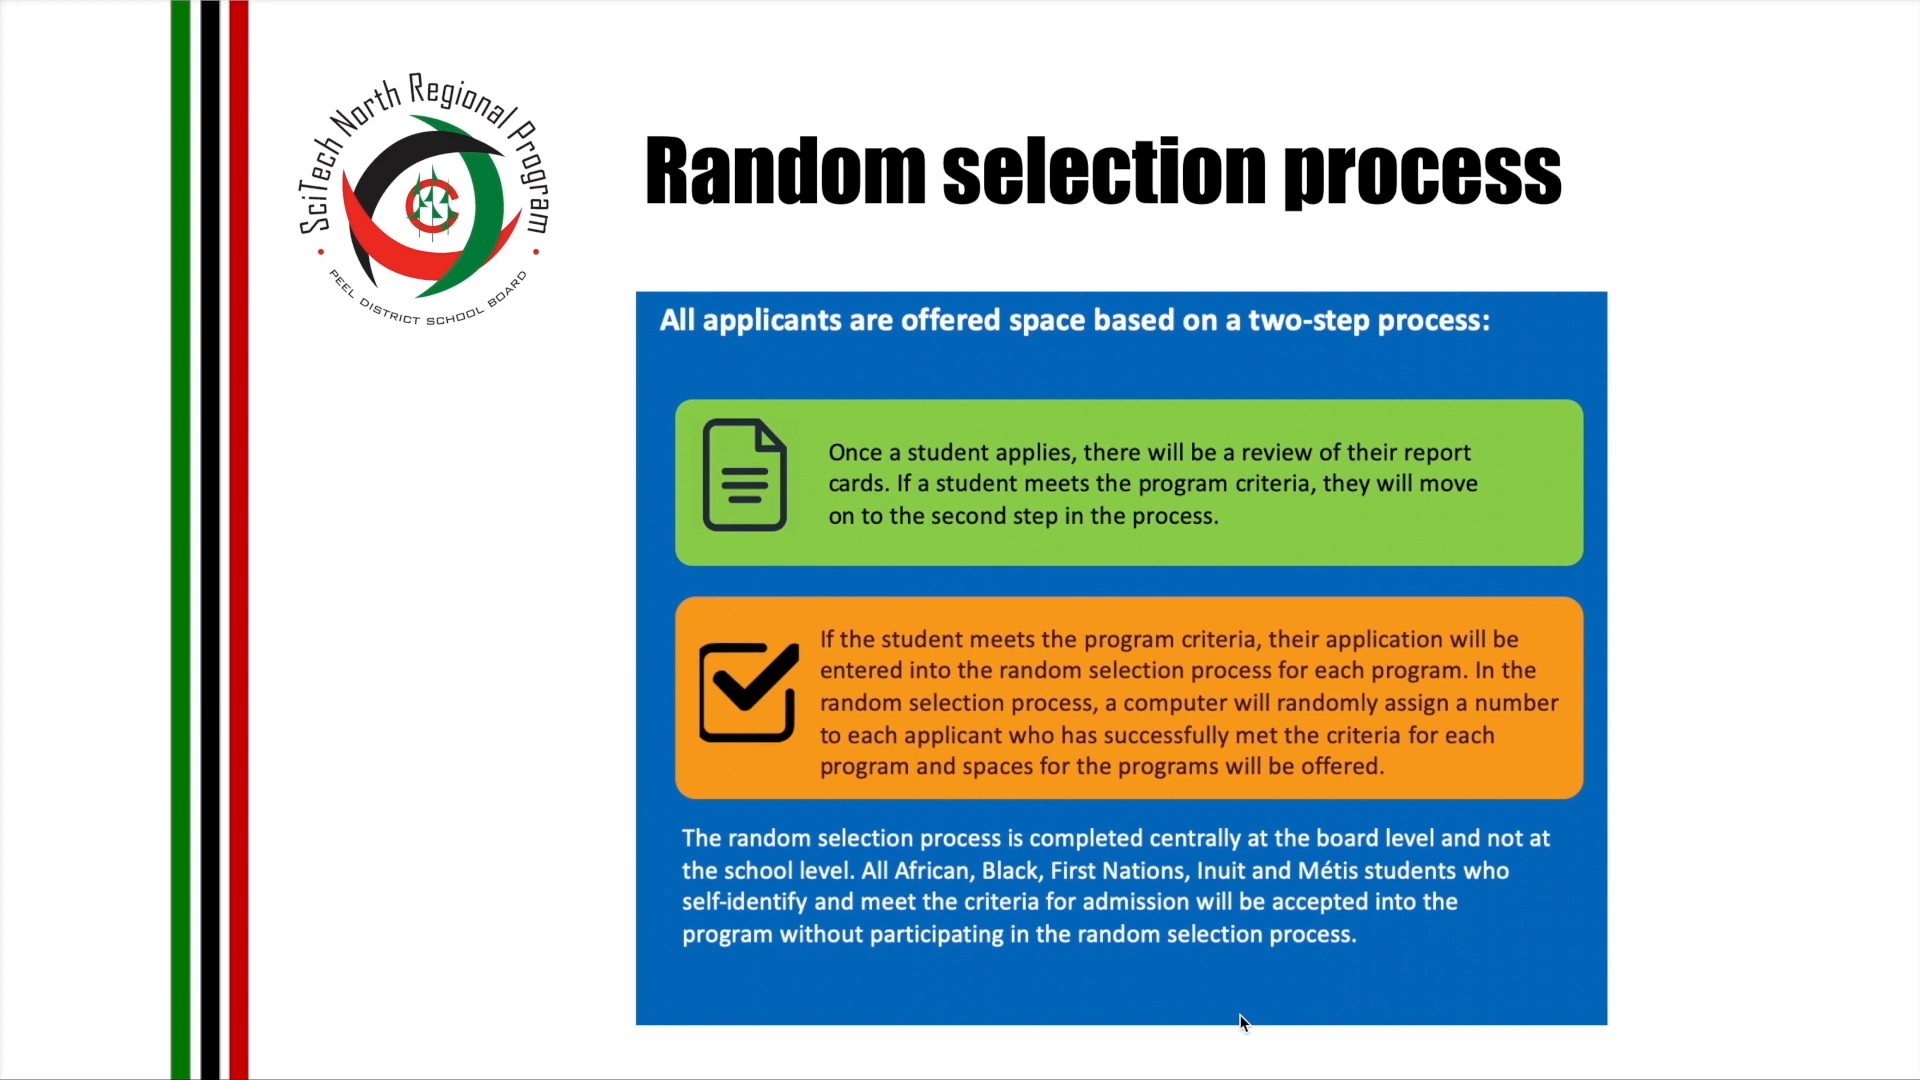 SciTech North Regional Program
PEEL DISTRICT SCHOOL BOARD
Random selection process
All applicants are offered space based on a two-step process:
Once a student applies, there will be a review of their report
cards. If a student meets the program criteria, they will move
on to the second step in the process.
If the student meets the program criteria, their application will be
entered into the random selection process for each program. In the
random selection process, a computer will randomly assign a number
to each applicant who has successfully met the criteria for each
program and spaces for the programs will be offered.
The random selection process is completed centrally at the board level and not at
the school level. All African, Black, First Nations, Inuit and Métis students who
self-identify and meet the criteria for admission will be accepted into the
program without participating in the random selection process.